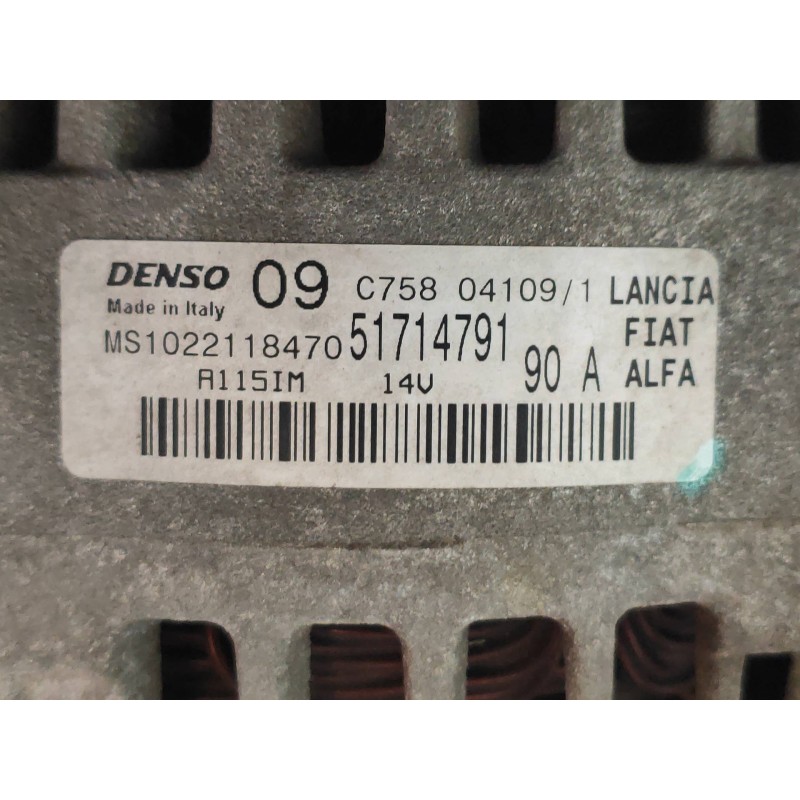 DENSO 09 C758 04109/1 LANCIA
Made in Italy FIAT
MS1022118470 51714791 90 A ALFA
A115IM 14V